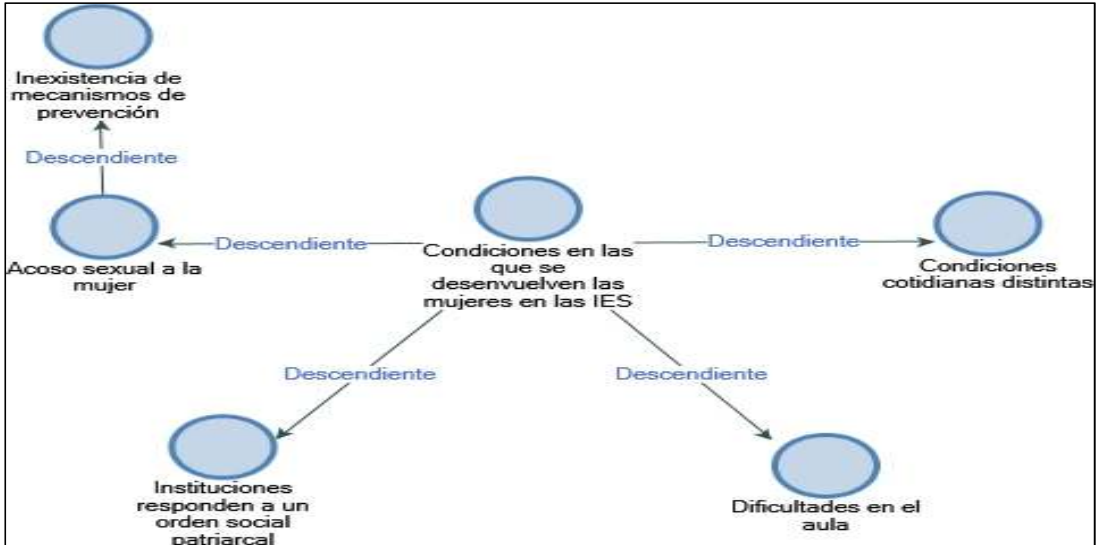 Inexistencia de
mecanismos de
prevención
Descendiente
Acoso sexual a la
mujer
Descendiente
Condiciones en las
que se
desenvuelven las
mujeres en las IES
Descendiente
Condiciones
cotidianas distintas
Descendiente
Descendiente
Instituciones
responden a un
orden social
patriarcal
Dificultades en el
aula